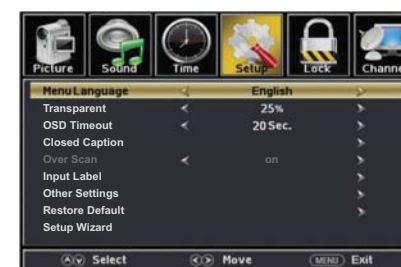 Picture Sound Time Setup Lock Channe
Menu Language English
Transparent 25%
OSD Timeout 20 Sec.
Closed Caption
Over Scan on
Input Label
Other Settings
Restore Default
Setup Wizard
Select Move MENU Exit